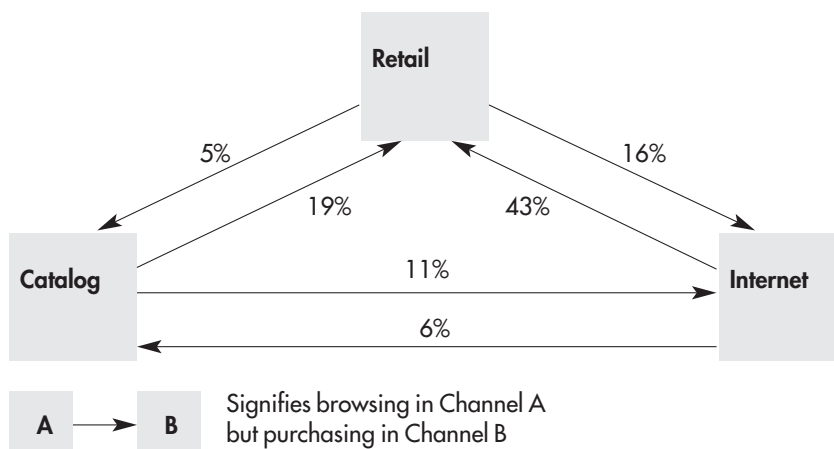 Retail
5%
16%
19%
43%
Catalog
11%
Internet
6%
A
B
Signifies browsing in Channel A
but purchasing in Channel B